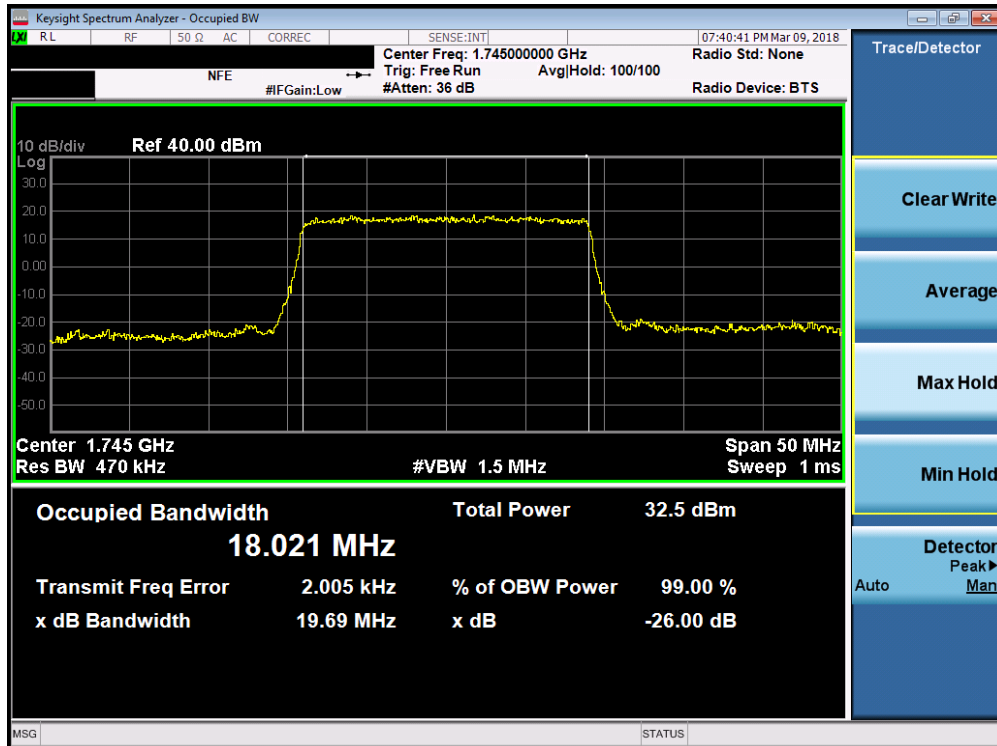 Keysight Spectrum Analyzer - Occupied BW
LXI RL RF 50 Ω AC CORREC SENSE:INT 07:40:41 PM Mar 09, 2018
Center Freq: 1.745000000 GHz Radio Std: None
NFE Trig: Free Run Avg|Hold: 100/100
#IFGain:Low #Atten: 36 dB Radio Device: BTS
Trace/Detector
10 dB/div Ref 40.00 dBm
Log
30.0
20.0
10.0
0.00
-10.0
-20.0
-30.0
-40.0
-50.0
Center 1.745 GHz Span 50 MHz
Res BW 470 kHz #VBW 1.5 MHz Sweep 1 ms
Occupied Bandwidth Total Power 32.5 dBm
18.021 MHz
Transmit Freq Error 2.005 kHz % of OBW Power 99.00 %
x dB Bandwidth 19.69 MHz x dB -26.00 dB
Clear Write
Average
Max Hold
Min Hold
Detector
Peak▶
Auto Man
MSG STATUS